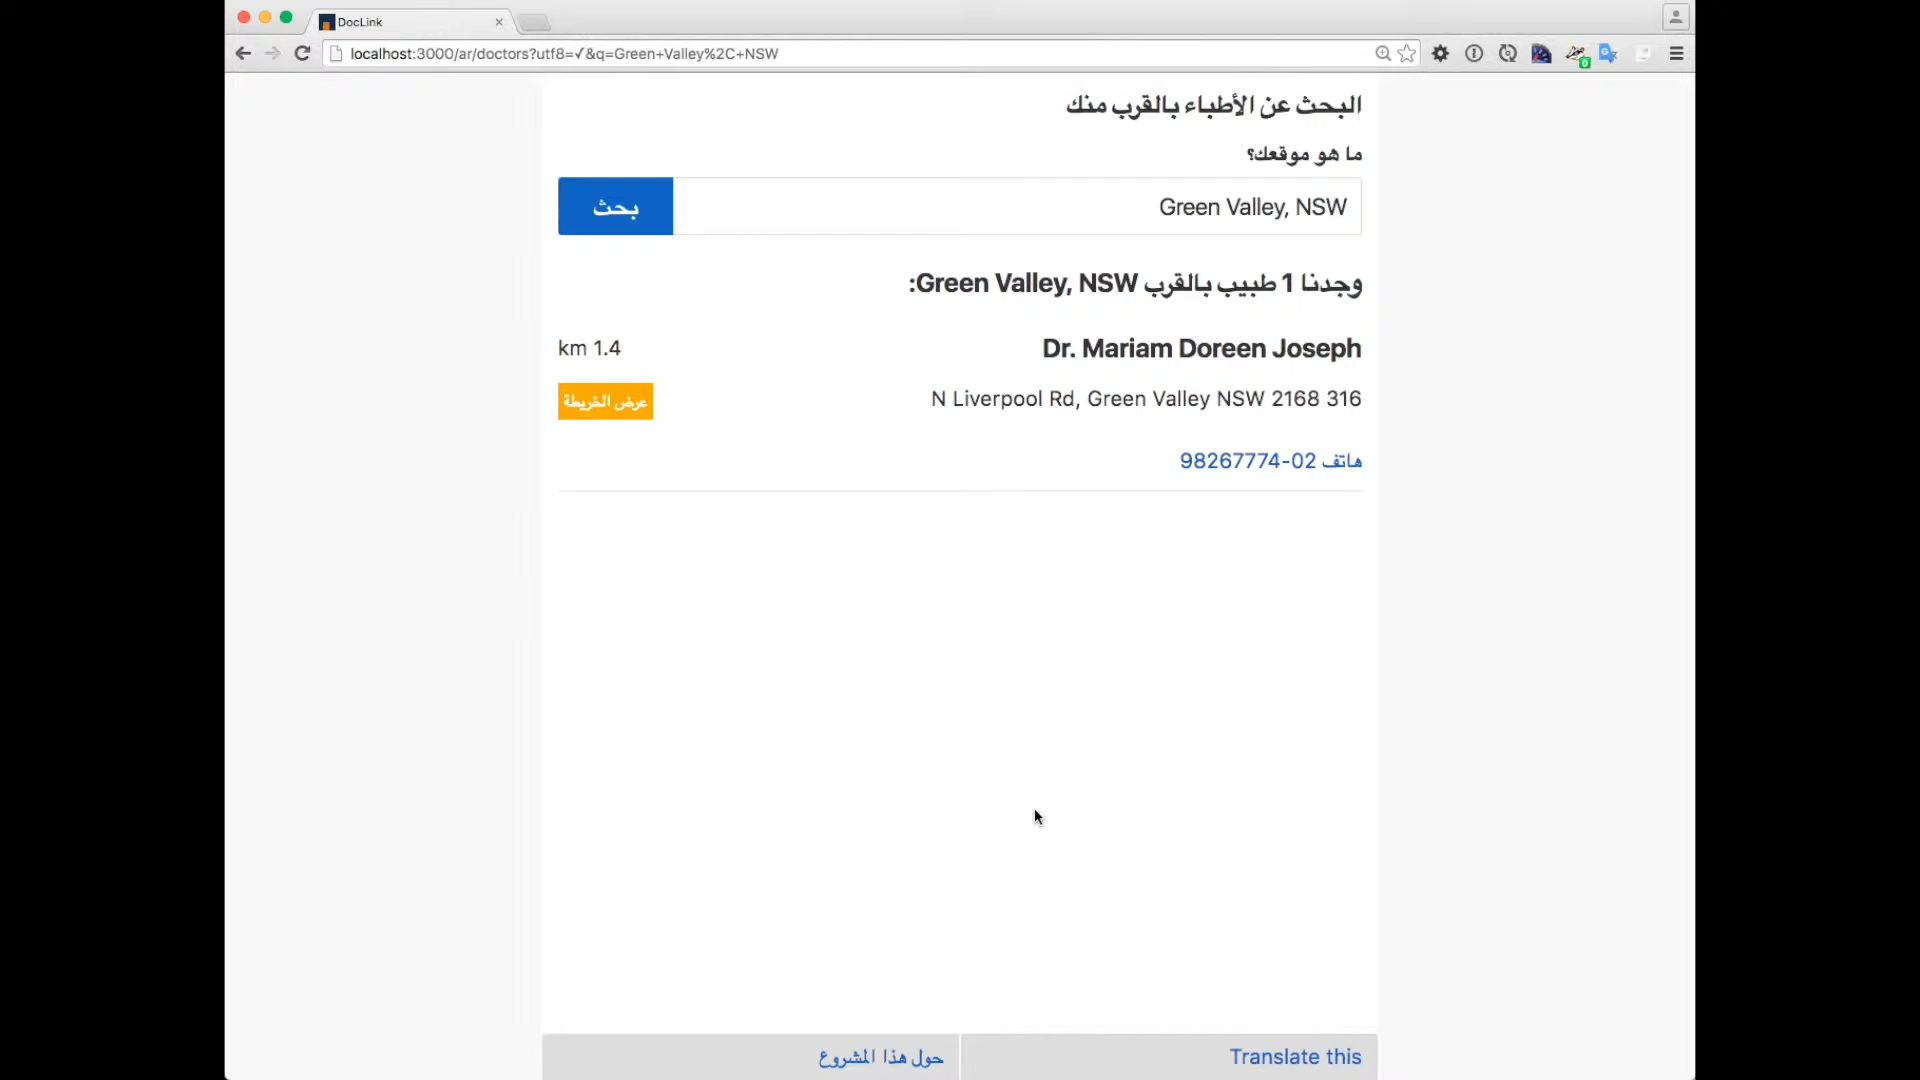 DocLink
localhost:3000/ar/doctors?utf8=✓&q=Green+Valley%2C+NSW
البحث عن الأطباء بالقرب منك
ما هو موقعك؟
Green Valley, NSW
بحث
وجدنا 1 طبيب بالقرب Green Valley, NSW:
Dr. Mariam Doreen Joseph
km 1.4
N Liverpool Rd, Green Valley NSW 2168 316
عرض الخريطة
هاتف 02-98267774
Translate this
حول هذا المشروع